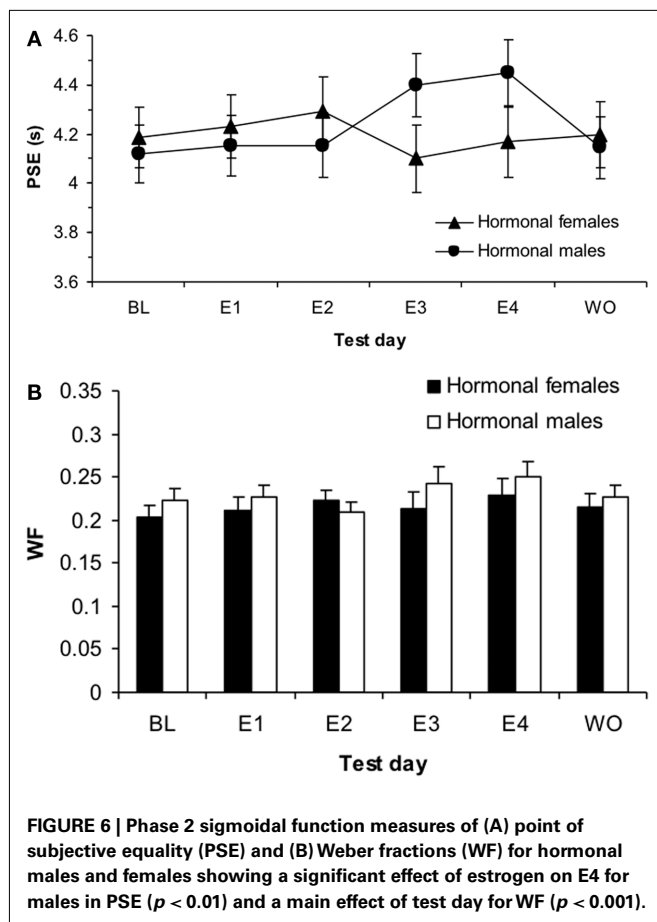 A
4.6
4.4
4.2
4
3.8
3.6
PSE (s)
Hormonal females
Hormonal males
BL E1 E2 E3 E4 WO
Test day
B
0.35
0.3
0.25
0.2
0.15
0.1
0.05
0
WF
Hormonal females
Hormonal males
BL E1 E2 E3 E4 WO
Test day
FIGURE 6 | Phase 2 sigmoidal function measures of (A) point of
subjective equality (PSE) and (B) Weber fractions (WF) for hormonal
males and females showing a significant effect of estrogen on E4 for
males in PSE (p < 0.01) and a main effect of test day for WF (p < 0.001).